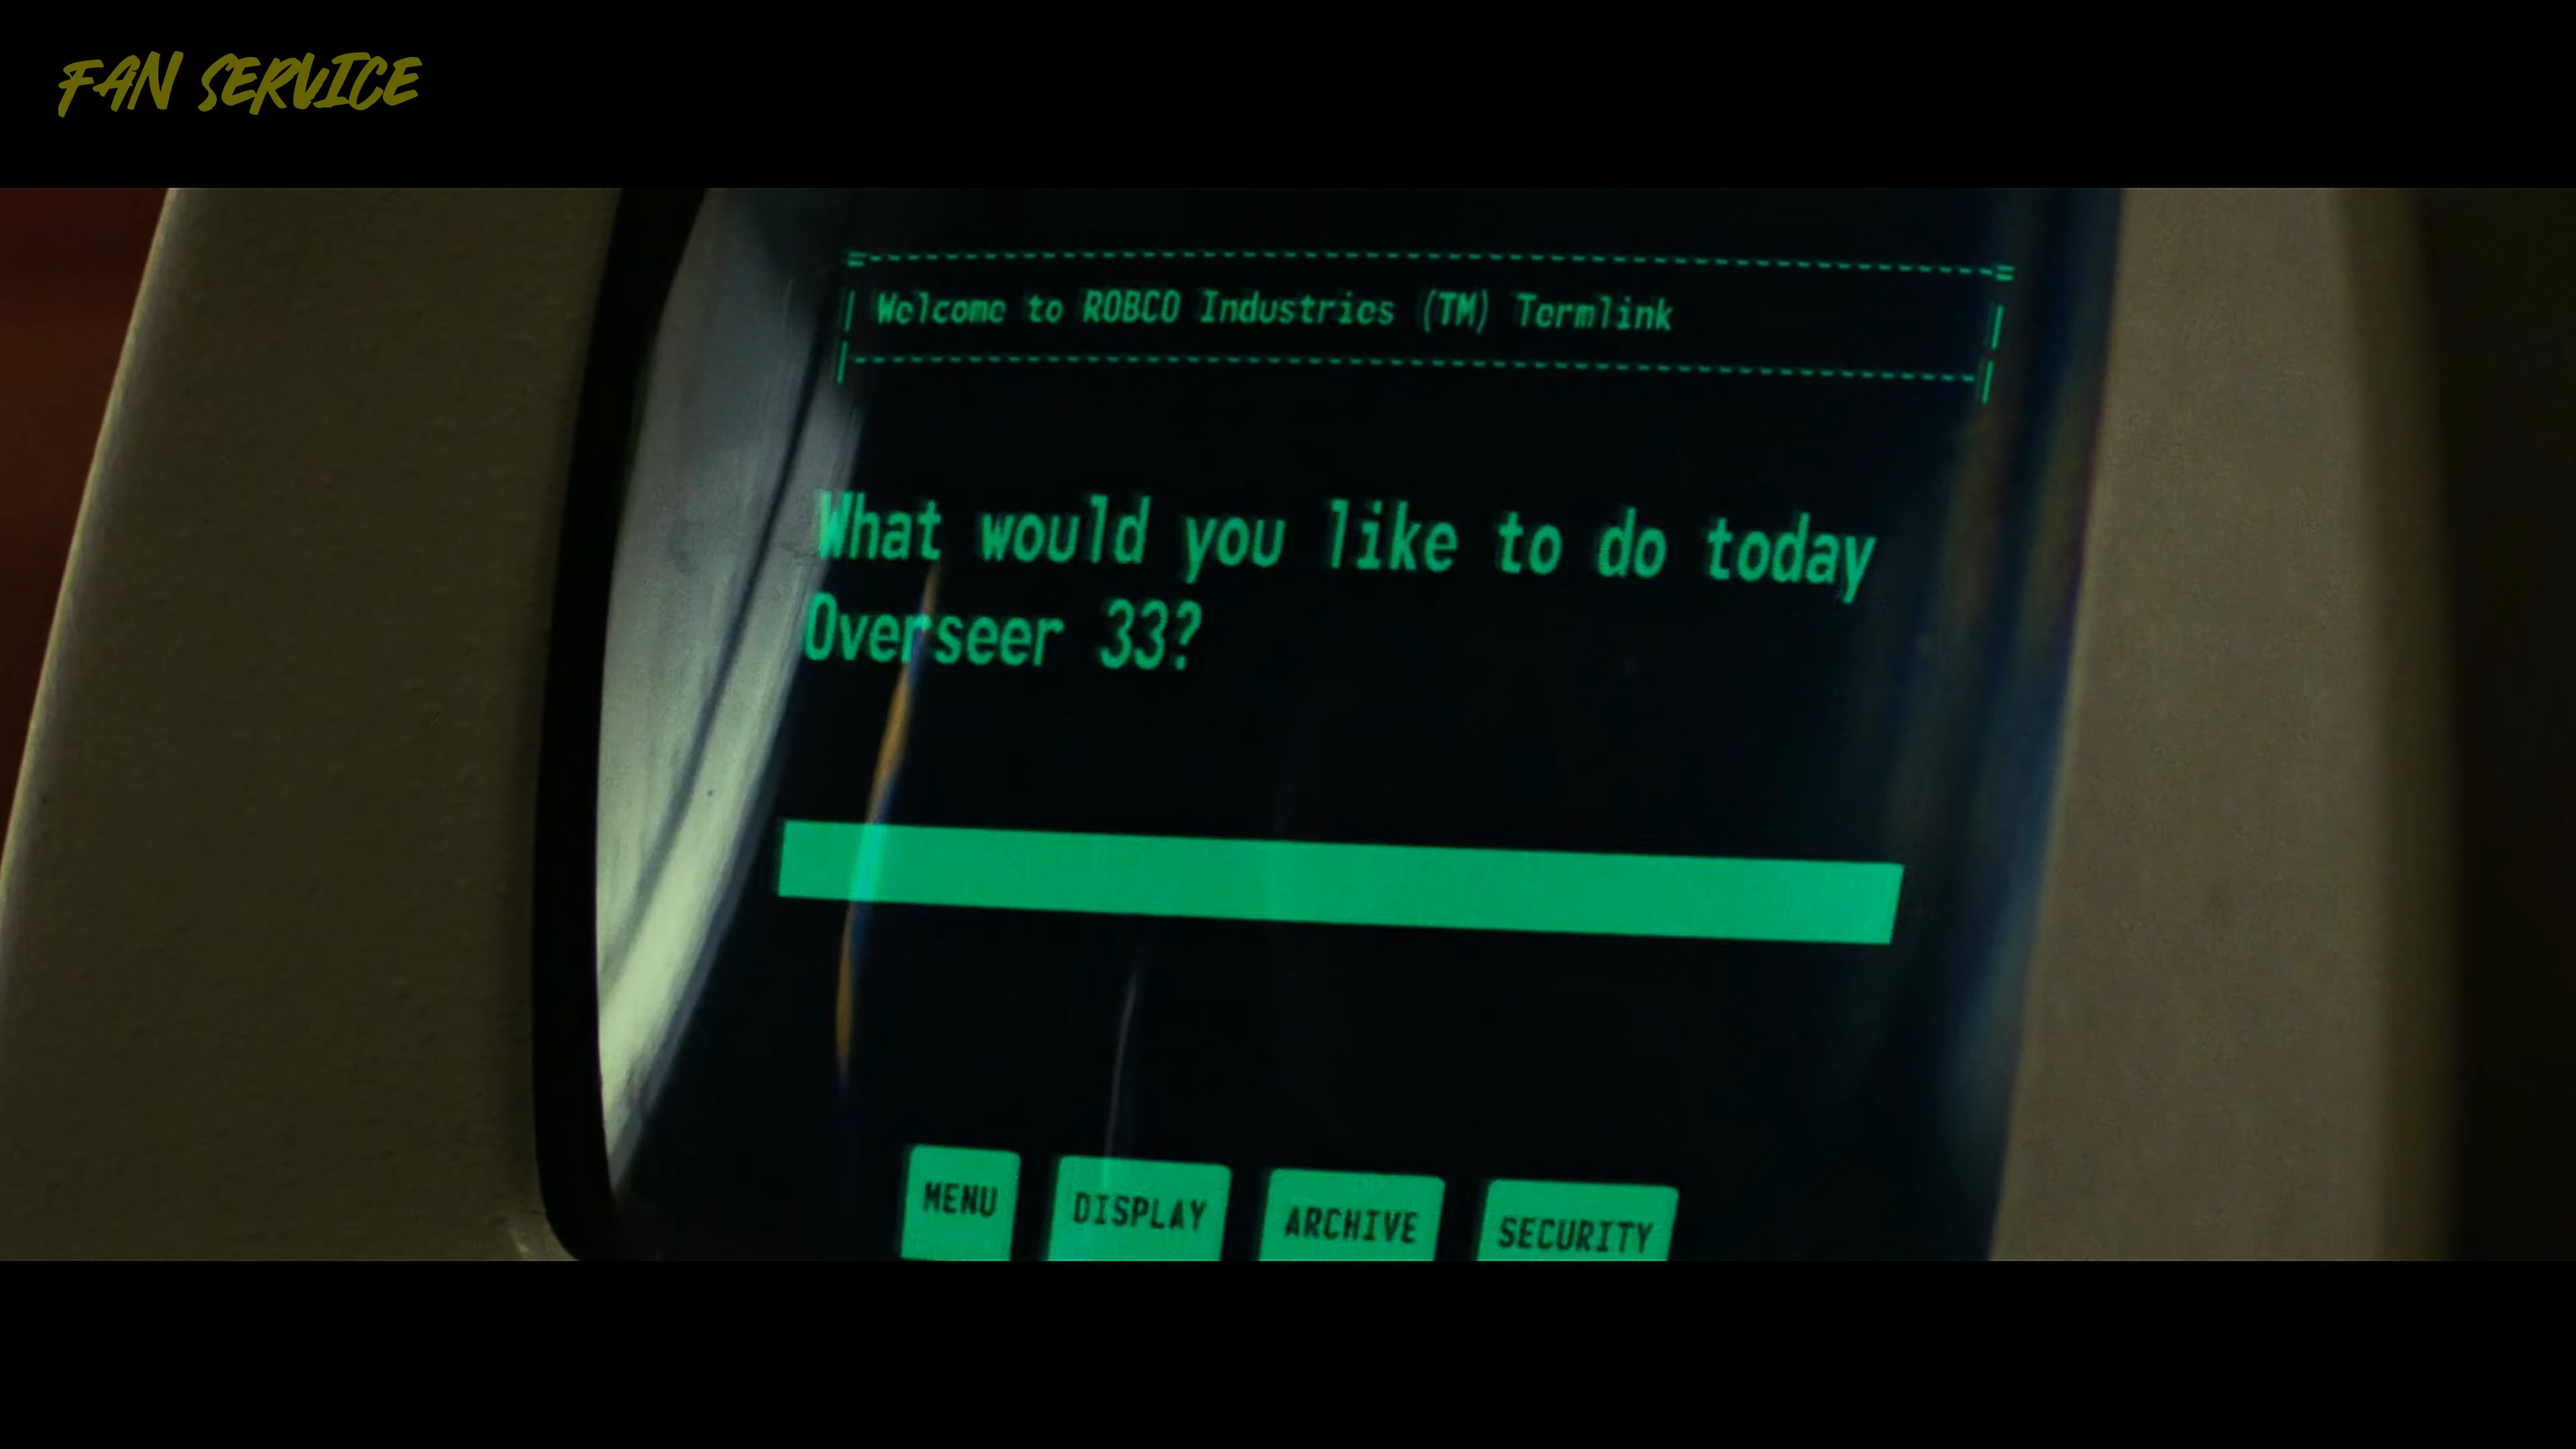 FAN SERVICE
Welcome to ROBCO Industries (TM) Termlink
What would you like to do today
Overseer 33?
MENU DISPLAY ARCHIVE SECURITY